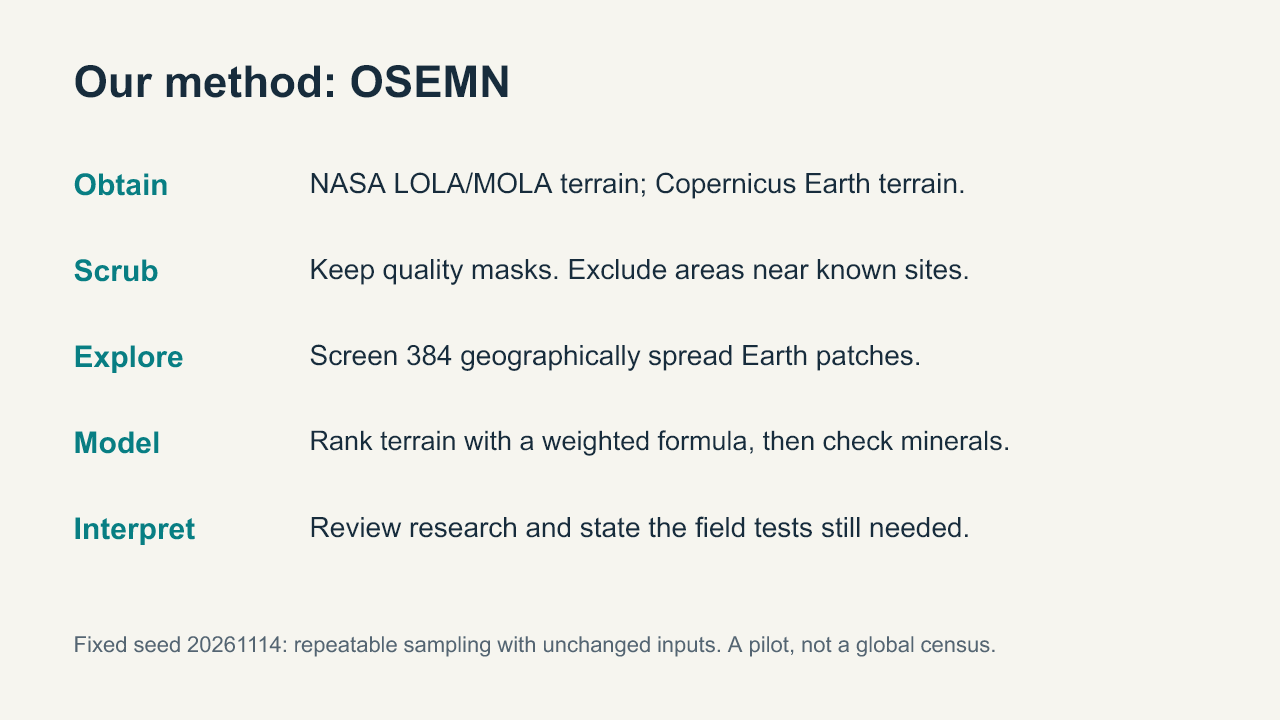 Our method: OSEMN
Obtain NASA LOLA/MOLA terrain; Copernicus Earth terrain.
Scrub Keep quality masks. Exclude areas near known sites.
Explore Screen 384 geographically spread Earth patches.
Model Rank terrain with a weighted formula, then check minerals.
Interpret Review research and state the field tests still needed.
Fixed seed 20261114: repeatable sampling with unchanged inputs. A pilot, not a global census.